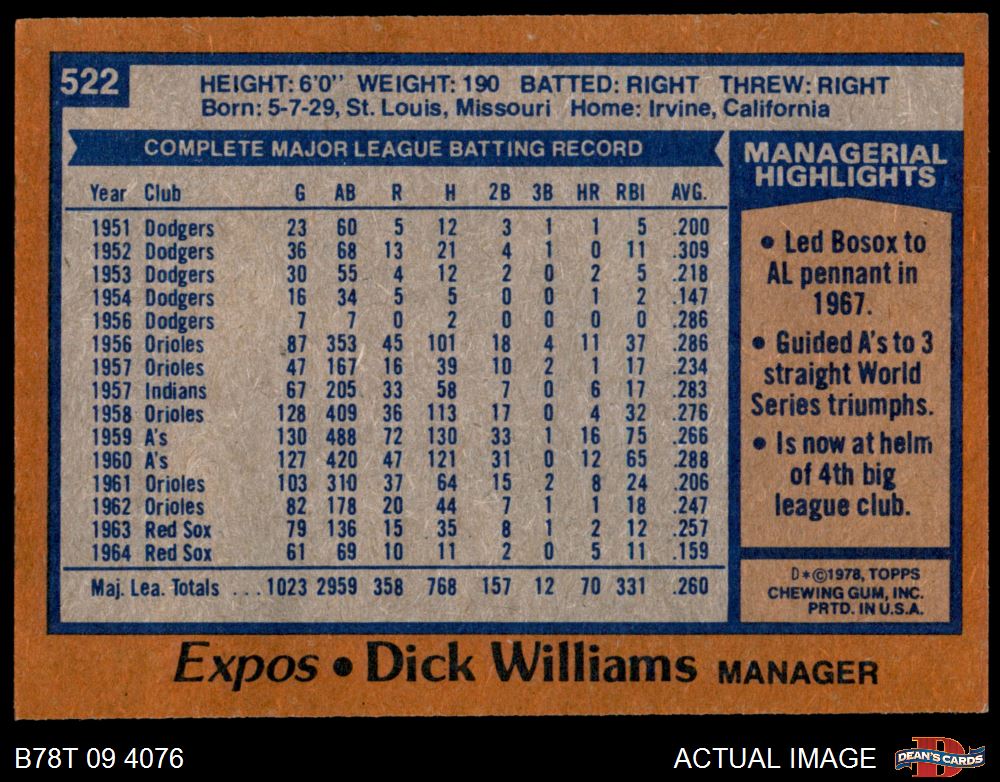 522
HEIGHT: 6'0" WEIGHT: 190 BATTED: RIGHT THREW: RIGHT
Born: 5-7-29, St. Louis, Missouri Home: Irvine, California
COMPLETE MAJOR LEAGUE BATTING RECORD
Year Club G AB R H 2B 3B HR RBI AVG.
1951 Dodgers 23 60 5 12 3 1 1 5 .200
1952 Dodgers 36 68 13 21 4 1 0 11 .309
1953 Dodgers 30 55 4 12 2 0 2 5 .218
1954 Dodgers 16 34 5 5 0 0 1 2 .147
1956 Dodgers 7 7 0 2 0 0 0 0 .286
1956 Orioles 87 353 45 101 18 4 11 37 .286
1957 Orioles 47 167 16 39 10 2 1 17 .234
1957 Indians 67 205 33 58 7 0 6 17 .283
1958 Orioles 128 409 36 113 17 0 4 32 .276
1959 A's 130 488 72 130 33 1 16 75 .266
1960 A's 127 420 47 121 31 0 12 65 .288
1961 Orioles 103 310 37 64 15 2 8 24 .206
1962 Orioles 82 178 20 44 7 1 1 18 .247
1963 Red Sox 79 136 15 35 8 1 2 12 .257
1964 Red Sox 61 69 10 11 2 0 5 11 .159
Maj. Lea. Totals ...1023 2959 358 768 157 12 70 331 .260
MANAGERIAL
HIGHLIGHTS
• Led Bosox to
AL pennant in
1967.
• Guided A's to 3
straight World
Series triumphs.
• Is now at helm
of 4th big
league club.
D*©1978, TOPPS
CHEWING GUM, INC.
PRTD. IN U.S.A.
Expos • Dick Williams MANAGER
B78T 09 4076
ACTUAL IMAGE
D
DEAN'S CARDS